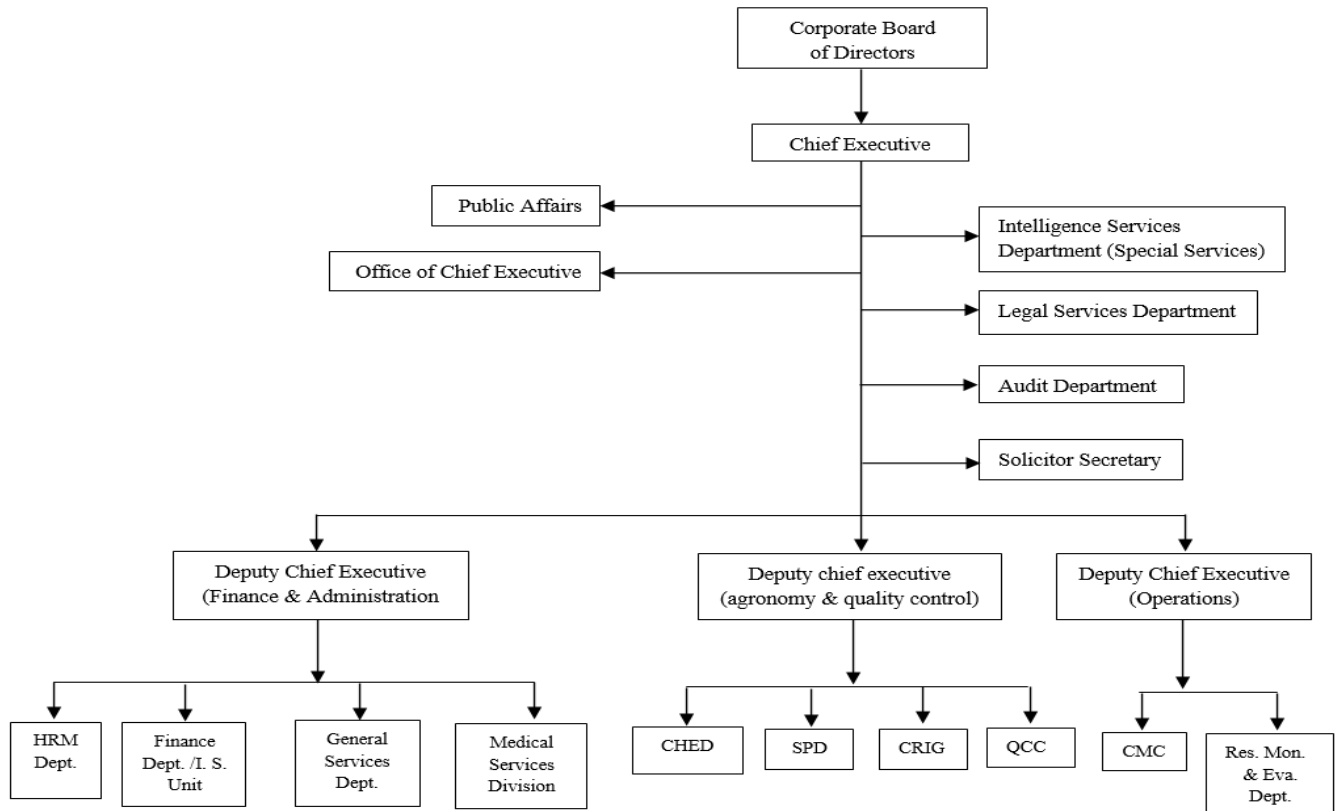 Corporate Board
of Directors
Chief Executive
Public Affairs
Intelligence Services
Department (Special Services)
Office of Chief Executive
Legal Services Department
Audit Department
Solicitor Secretary
Deputy Chief Executive
(Finance & Administration
Deputy chief executive
(agronomy & quality control)
Deputy Chief Executive
(Operations)
HRM
Dept.
Finance
Dept. /I. S.
Unit
General
Services
Dept.
Medical
Services
Division
CHED
SPD
CRIG
QCC
CMC
Res. Mon.
& Eva.
Dept.